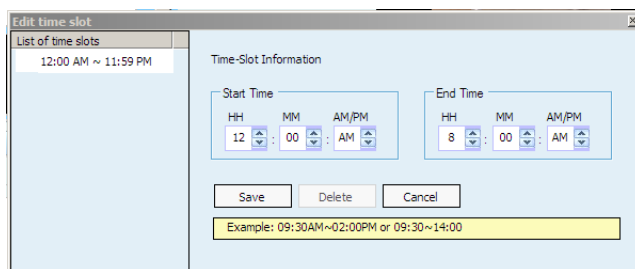 Edit time slot
List of time slots
12:00 AM ~ 11:59 PM
Time-Slot Information
Start Time
HH MM AM/PM
12 : 00 : AM
End Time
HH MM AM/PM
8 : 00 : AM
Save Delete Cancel
Example: 09:30AM~02:00PM or 09:30~14:00